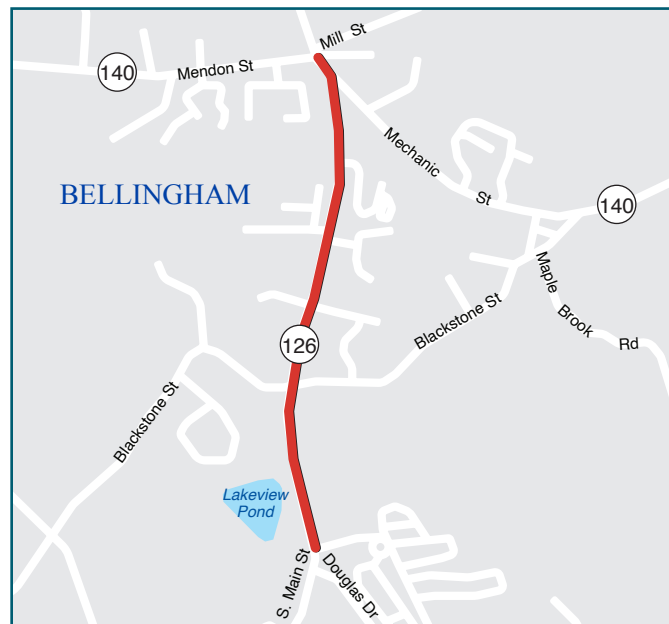 Mill St
140
Mendon St
Mechanic
St
BELLINGHAM
140
Maple
Brook
Rd
Blackstone St
126
Blackstone St
Lakeview
Pond
S. Main St
Douglas Dr